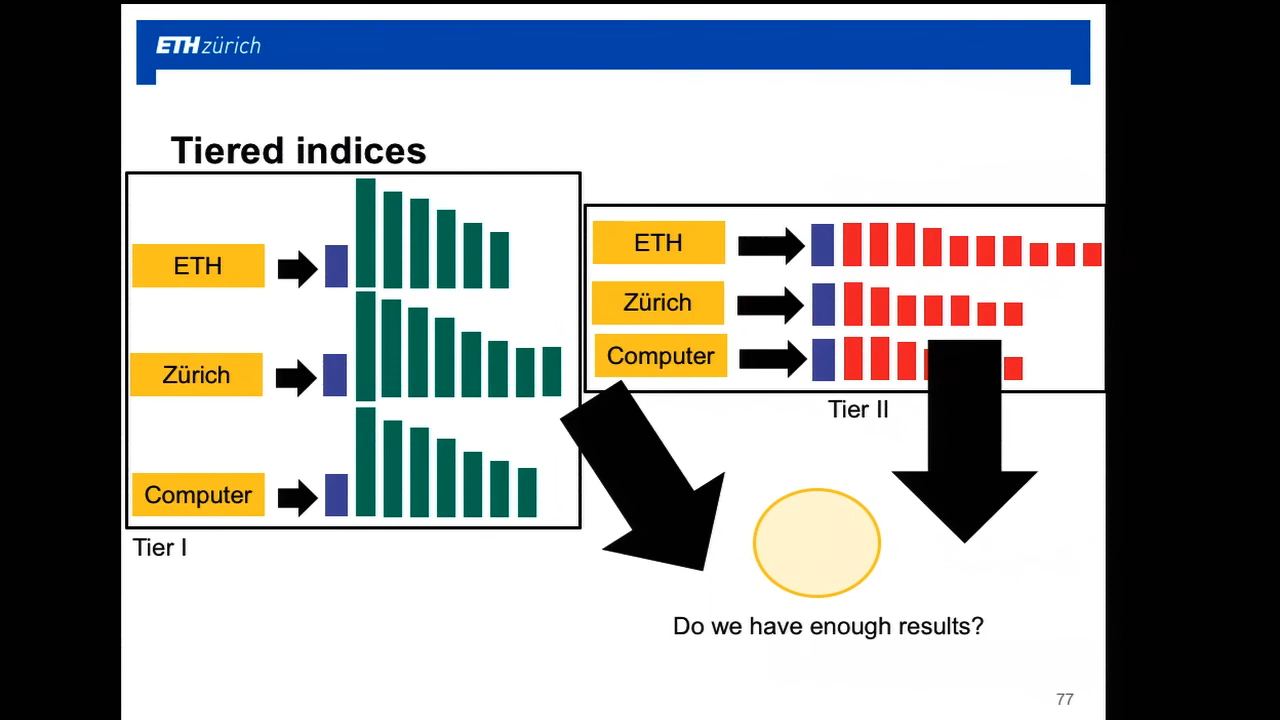 ETH zürich
Tiered indices
ETH
Zürich
Computer
Tier I
ETH
Zürich
Computer
Tier II
Do we have enough results?
77